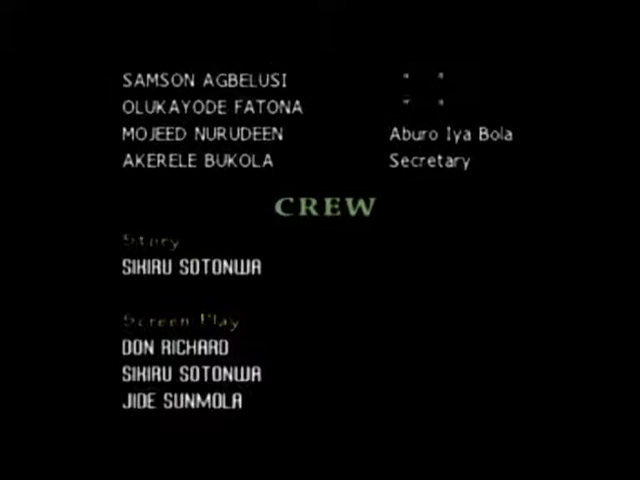 SAMSON AGBELUSI " "
OLUKAYODE FATONA " "
MOJEED NURUDEEN Aburo Iya Bola
AKERELE BUKOLA Secretary
CREW
Story
SIKIRU SOTONWA
Screen Play
DON RICHARD
SIKIRU SOTONWA
JIDE SUNMOLA